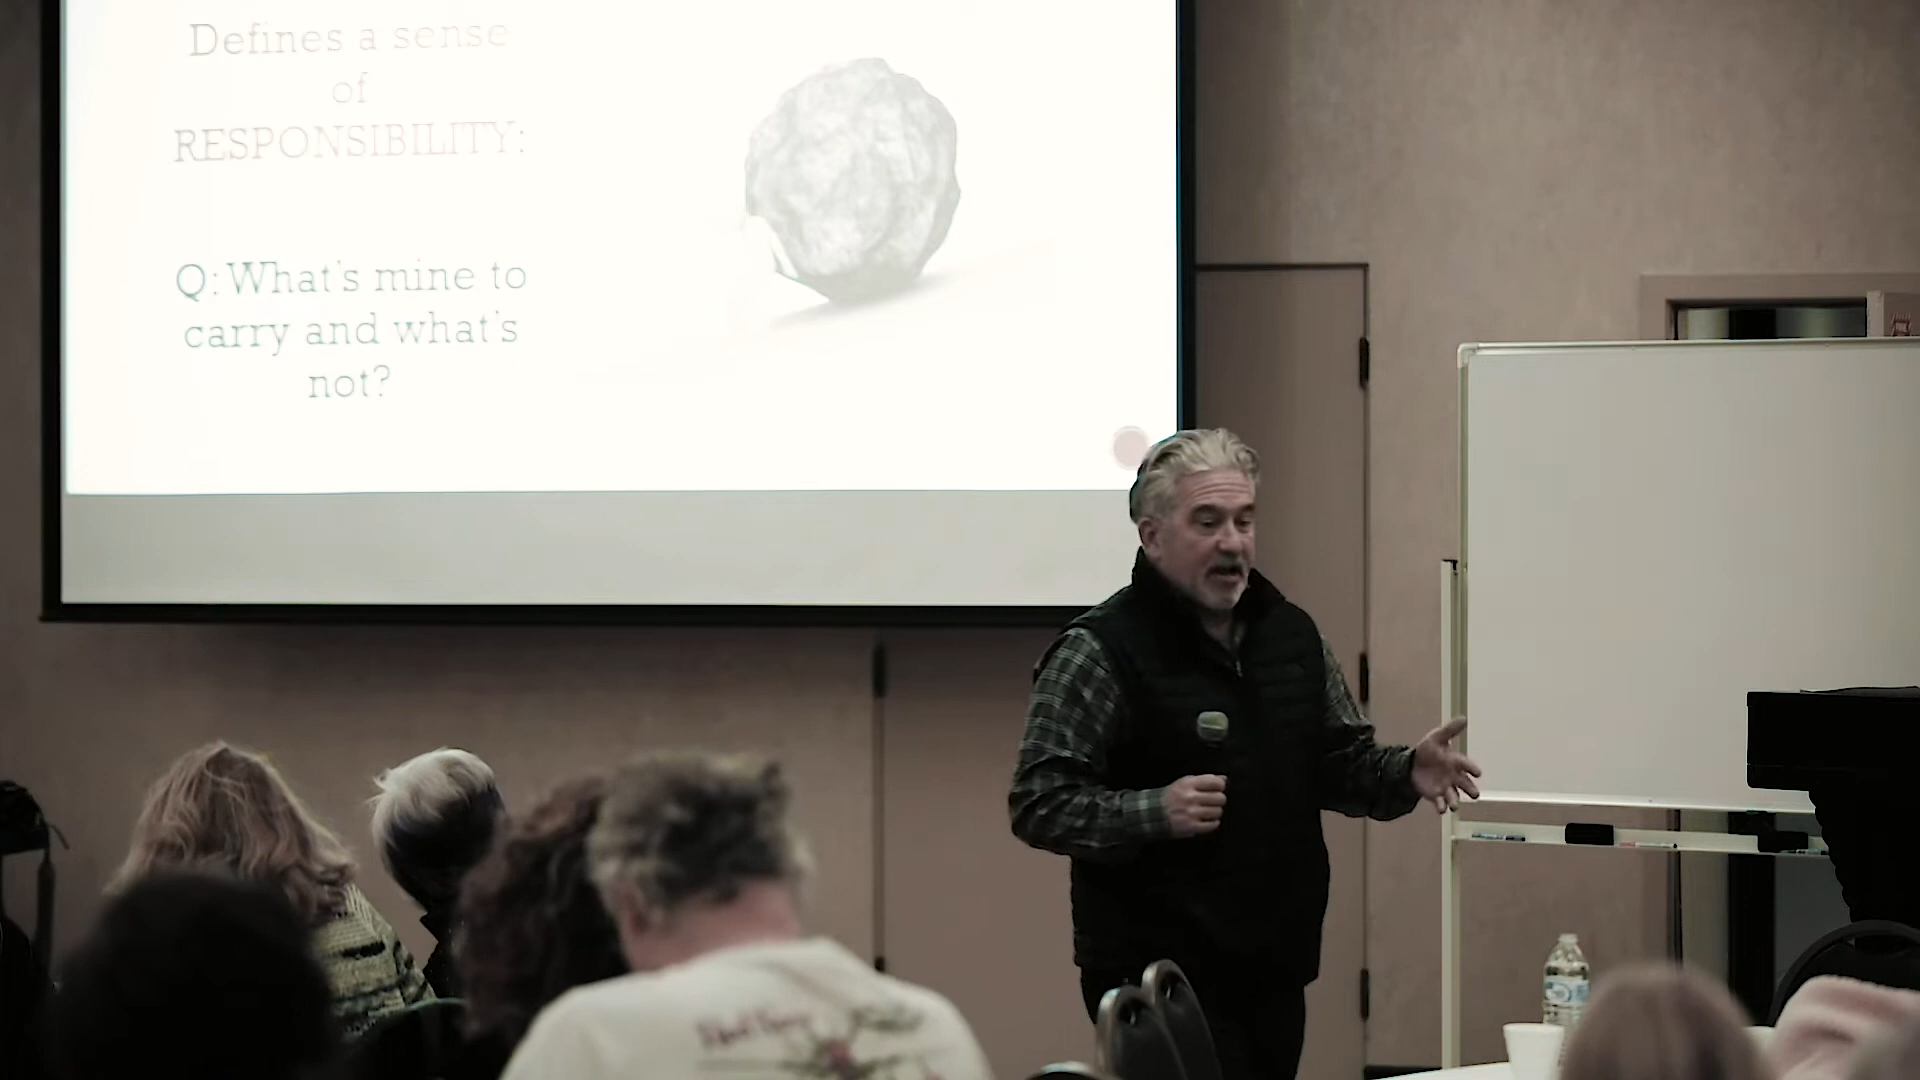 Defines a sense
of
RESPONSIBILITY:
Q: What's mine to
carry and what's
not?